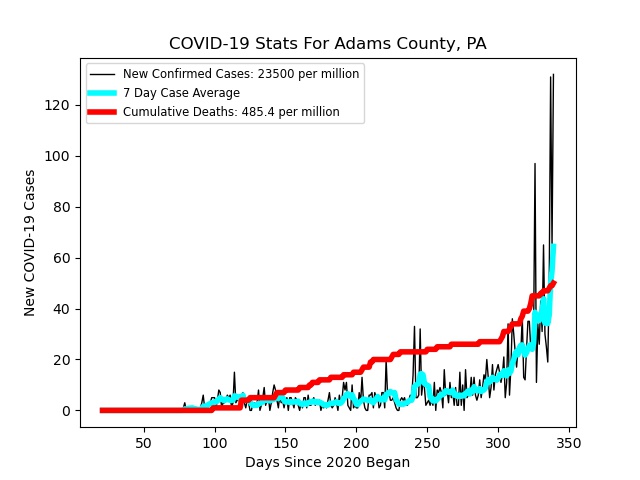 COVID-19 Stats For Adams County, PA
New Confirmed Cases: 23500 per million
7 Day Case Average
Cumulative Deaths: 485.4 per million
New COVID-19 Cases
120
100
80
60
40
20
0
50 100 150 200 250 300 350
Days Since 2020 Began